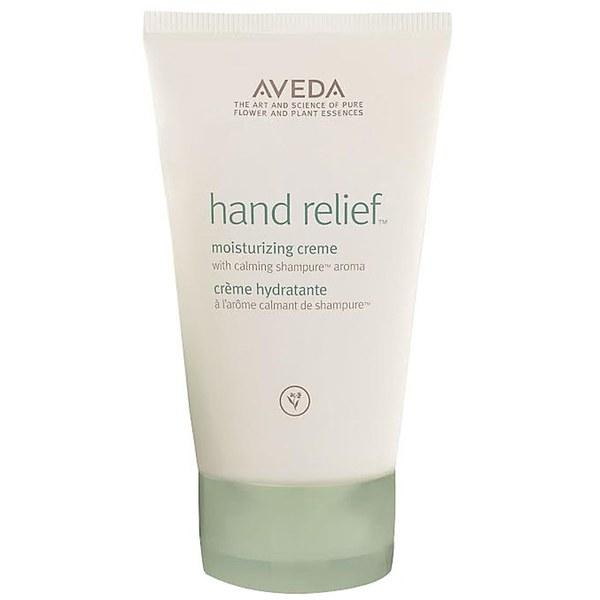 AVEDA
THE ART AND SCIENCE OF PURE
FLOWER AND PLANT ESSENCES
hand relief™
moisturizing creme
with calming shampure™ aroma
crème hydratante
à l'arôme calmant de shampure™